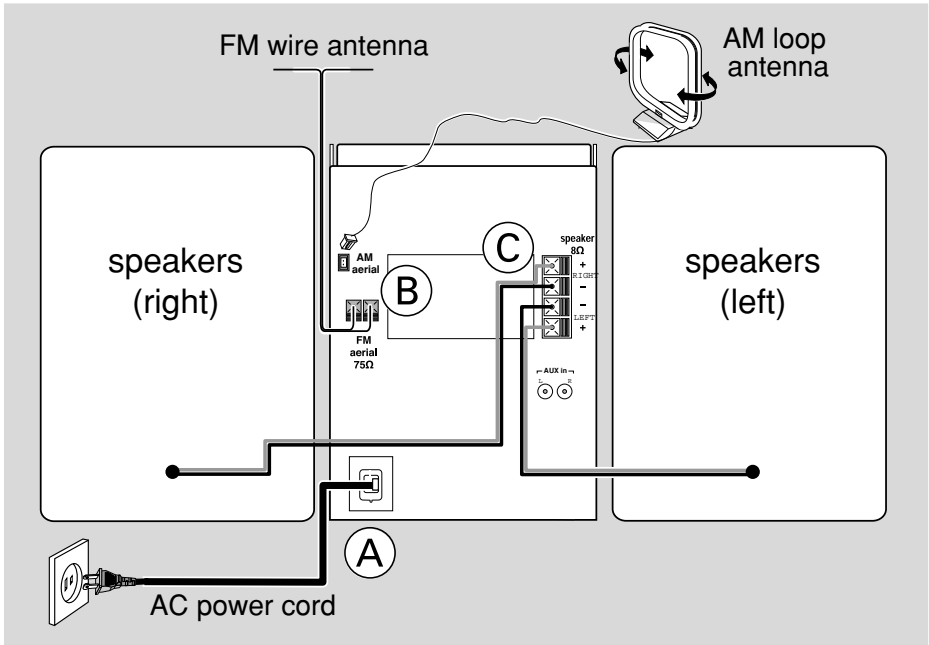 FM wire antenna
AM loop
antenna
speakers
(right)
AM
aerial
B
FM
aerial
75Ω
C
speaker
8Ω
+
RIGHT
–
–
LEFT
+
AUX in
L R
speakers
(left)
A
AC power cord